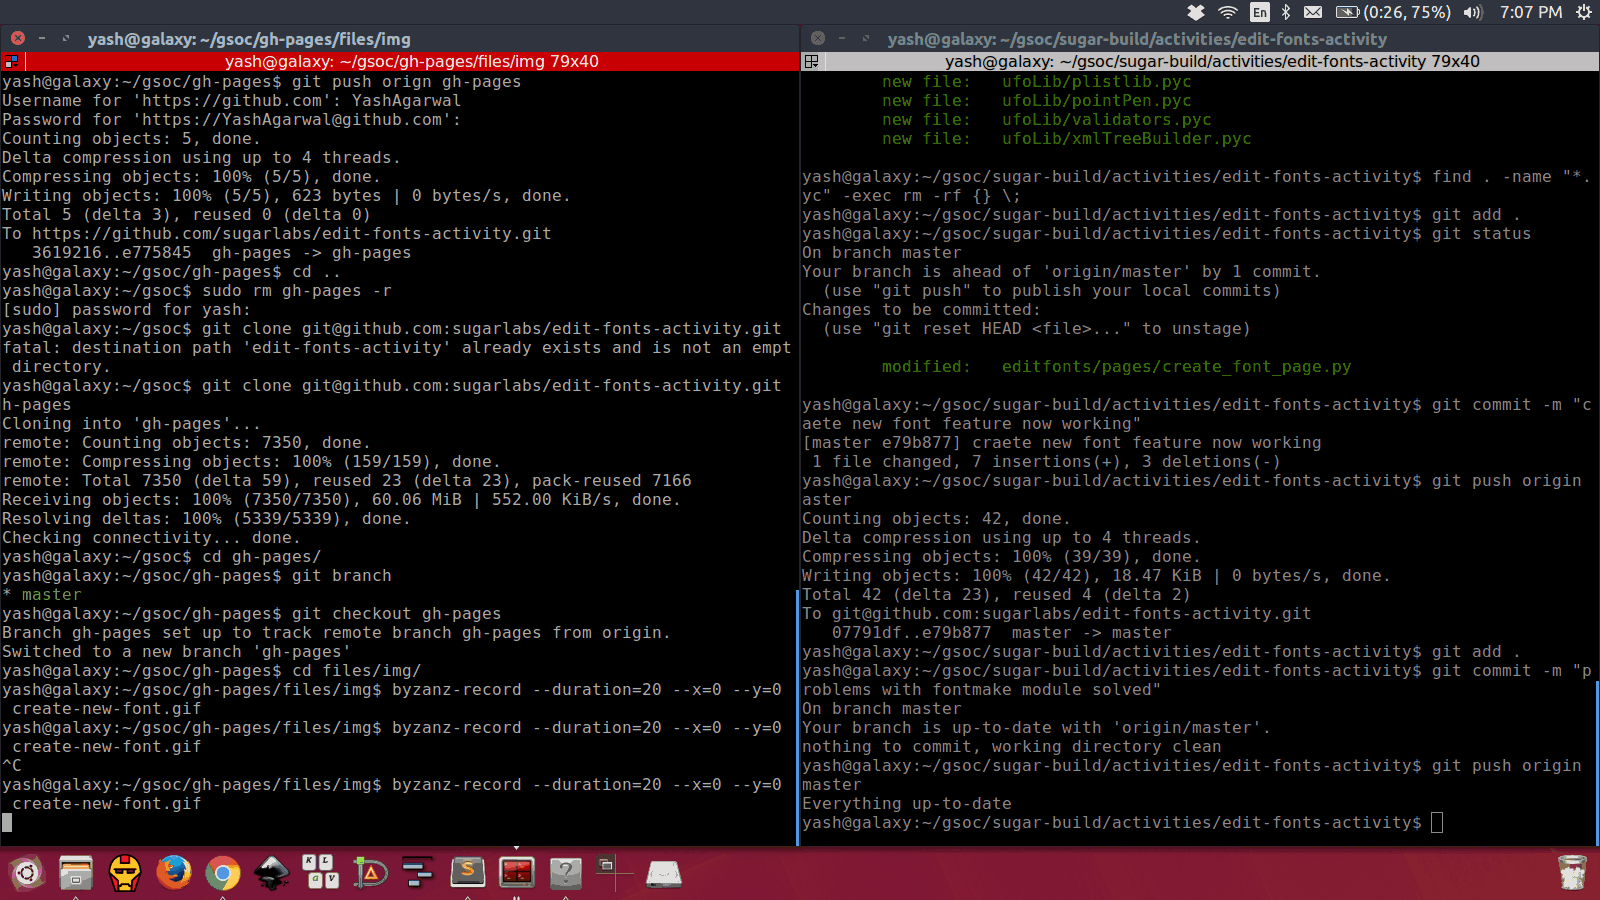 En (0:26, 75%) 7:07 PM
yash@galaxy: ~/gsoc/gh-pages/files/img
yash@galaxy: ~/gsoc/gh-pages/files/img 79x40
yash@galaxy:~/gsoc/gh-pages$ git push orign gh-pages
Username for 'https://github.com': YashAgarwal
Password for 'https://YashAgarwal@github.com':
Counting objects: 5, done.
Delta compression using up to 4 threads.
Compressing objects: 100% (5/5), done.
Writing objects: 100% (5/5), 623 bytes | 0 bytes/s, done.
Total 5 (delta 3), reused 0 (delta 0)
To https://github.com/sugarlabs/edit-fonts-activity.git
   3619216..e775845  gh-pages -> gh-pages
yash@galaxy:~/gsoc/gh-pages$ cd ..
yash@galaxy:~/gsoc$ sudo rm gh-pages -r
[sudo] password for yash:
yash@galaxy:~/gsoc$ git clone git@github.com:sugarlabs/edit-fonts-activity.git
fatal: destination path 'edit-fonts-activity' already exists and is not an empt
 directory.
yash@galaxy:~/gsoc$ git clone git@github.com:sugarlabs/edit-fonts-activity.git
h-pages
Cloning into 'gh-pages'...
remote: Counting objects: 7350, done.
remote: Compressing objects: 100% (159/159), done.
remote: Total 7350 (delta 59), reused 23 (delta 23), pack-reused 7166
Receiving objects: 100% (7350/7350), 60.06 MiB | 552.00 KiB/s, done.
Resolving deltas: 100% (5339/5339), done.
Checking connectivity... done.
yash@galaxy:~/gsoc$ cd gh-pages/
yash@galaxy:~/gsoc/gh-pages$ git branch
* master
yash@galaxy:~/gsoc/gh-pages$ git checkout gh-pages
Branch gh-pages set up to track remote branch gh-pages from origin.
Switched to a new branch 'gh-pages'
yash@galaxy:~/gsoc/gh-pages$ cd files/img/
yash@galaxy:~/gsoc/gh-pages/files/img$ byzanz-record --duration=20 --x=0 --y=0
 create-new-font.gif
yash@galaxy:~/gsoc/gh-pages/files/img$ byzanz-record --duration=20 --x=0 --y=0
 create-new-font.gif
^C
yash@galaxy:~/gsoc/gh-pages/files/img$ byzanz-record --duration=20 --x=0 --y=0
 create-new-font.gif
yash@galaxy: ~/gsoc/sugar-build/activities/edit-fonts-activity
yash@galaxy: ~/gsoc/sugar-build/activities/edit-fonts-activity 79x40
        new file:   ufoLib/plistlib.pyc
        new file:   ufoLib/pointPen.pyc
        new file:   ufoLib/validators.pyc
        new file:   ufoLib/xmlTreeBuilder.pyc
yash@galaxy:~/gsoc/sugar-build/activities/edit-fonts-activity$ find . -name "*.
yc" -exec rm -rf {} \;
yash@galaxy:~/gsoc/sugar-build/activities/edit-fonts-activity$ git add .
yash@galaxy:~/gsoc/sugar-build/activities/edit-fonts-activity$ git status
On branch master
Your branch is ahead of 'origin/master' by 1 commit.
  (use "git push" to publish your local commits)
Changes to be committed:
  (use "git reset HEAD <file>..." to unstage)
        modified:   editfonts/pages/create_font_page.py
yash@galaxy:~/gsoc/sugar-build/activities/edit-fonts-activity$ git commit -m "c
aete new font feature now working"
[master e79b877] craete new font feature now working
 1 file changed, 7 insertions(+), 3 deletions(-)
yash@galaxy:~/gsoc/sugar-build/activities/edit-fonts-activity$ git push origin
aster
Counting objects: 42, done.
Delta compression using up to 4 threads.
Compressing objects: 100% (39/39), done.
Writing objects: 100% (42/42), 18.47 KiB | 0 bytes/s, done.
Total 42 (delta 23), reused 4 (delta 2)
To git@github.com:sugarlabs/edit-fonts-activity.git
   07791df..e79b877  master -> master
yash@galaxy:~/gsoc/sugar-build/activities/edit-fonts-activity$ git add .
yash@galaxy:~/gsoc/sugar-build/activities/edit-fonts-activity$ git commit -m "p
roblems with fontmake module solved"
On branch master
Your branch is up-to-date with 'origin/master'.
nothing to commit, working directory clean
yash@galaxy:~/gsoc/sugar-build/activities/edit-fonts-activity$ git push origin
master
Everything up-to-date
yash@galaxy:~/gsoc/sugar-build/activities/edit-fonts-activity$
K L
a v
S
?